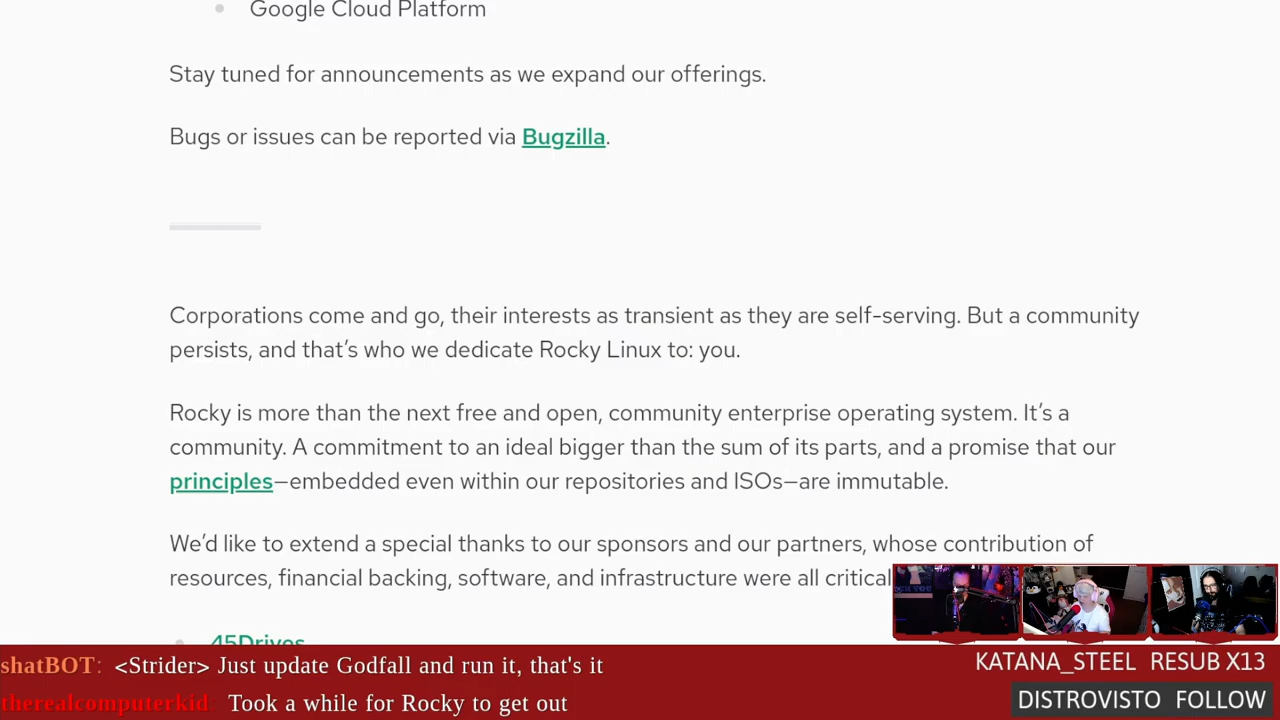 Google Cloud Platform
Stay tuned for announcements as we expand our offerings.
Bugs or issues can be reported via Bugzilla.
Corporations come and go, their interests as transient as they are self-serving. But a community
persists, and that’s who we dedicate Rocky Linux to: you.
Rocky is more than the next free and open, community enterprise operating system. It’s a
community. A commitment to an ideal bigger than the sum of its parts, and a promise that our
principles—embedded even within our repositories and ISOs—are immutable.
We’d like to extend a special thanks to our sponsors and our partners, whose contribution of
resources, financial backing, software, and infrastructure were all critical
45Drives
shatBOT: <Strider> Just update Godfall and run it, that's it
therealcomputerkid: Took a while for Rocky to get out
KATANA_STEEL RESUB X13
DISTROVISTO FOLLOW